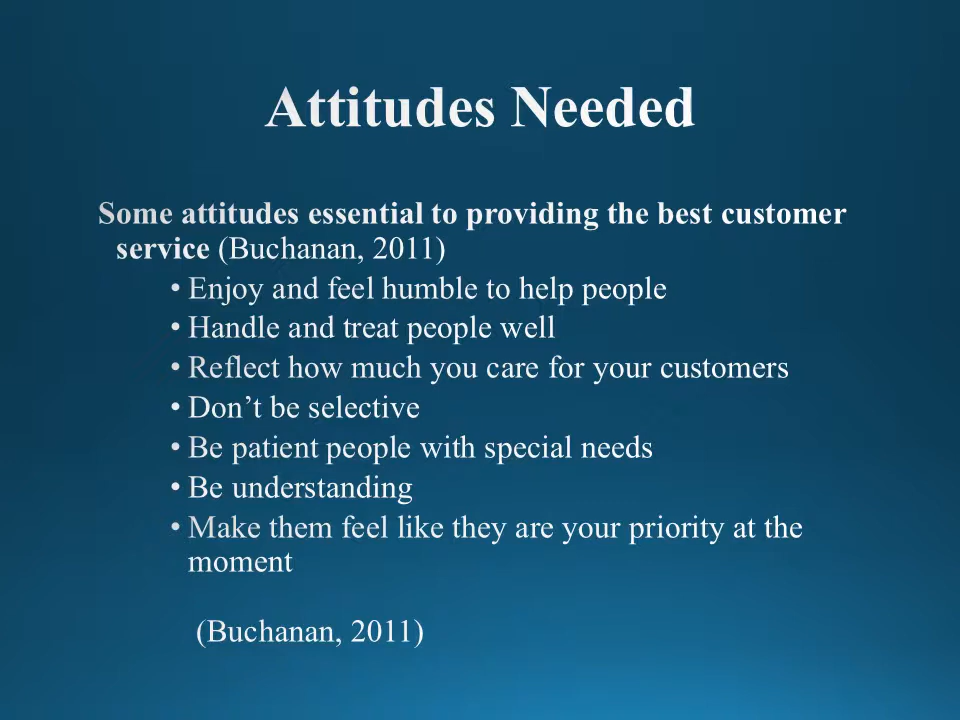 Attitudes Needed
Some attitudes essential to providing the best customer
service (Buchanan, 2011)
• Enjoy and feel humble to help people
• Handle and treat people well
• Reflect how much you care for your customers
• Don’t be selective
• Be patient people with special needs
• Be understanding
• Make them feel like they are your priority at the
moment
(Buchanan, 2011)